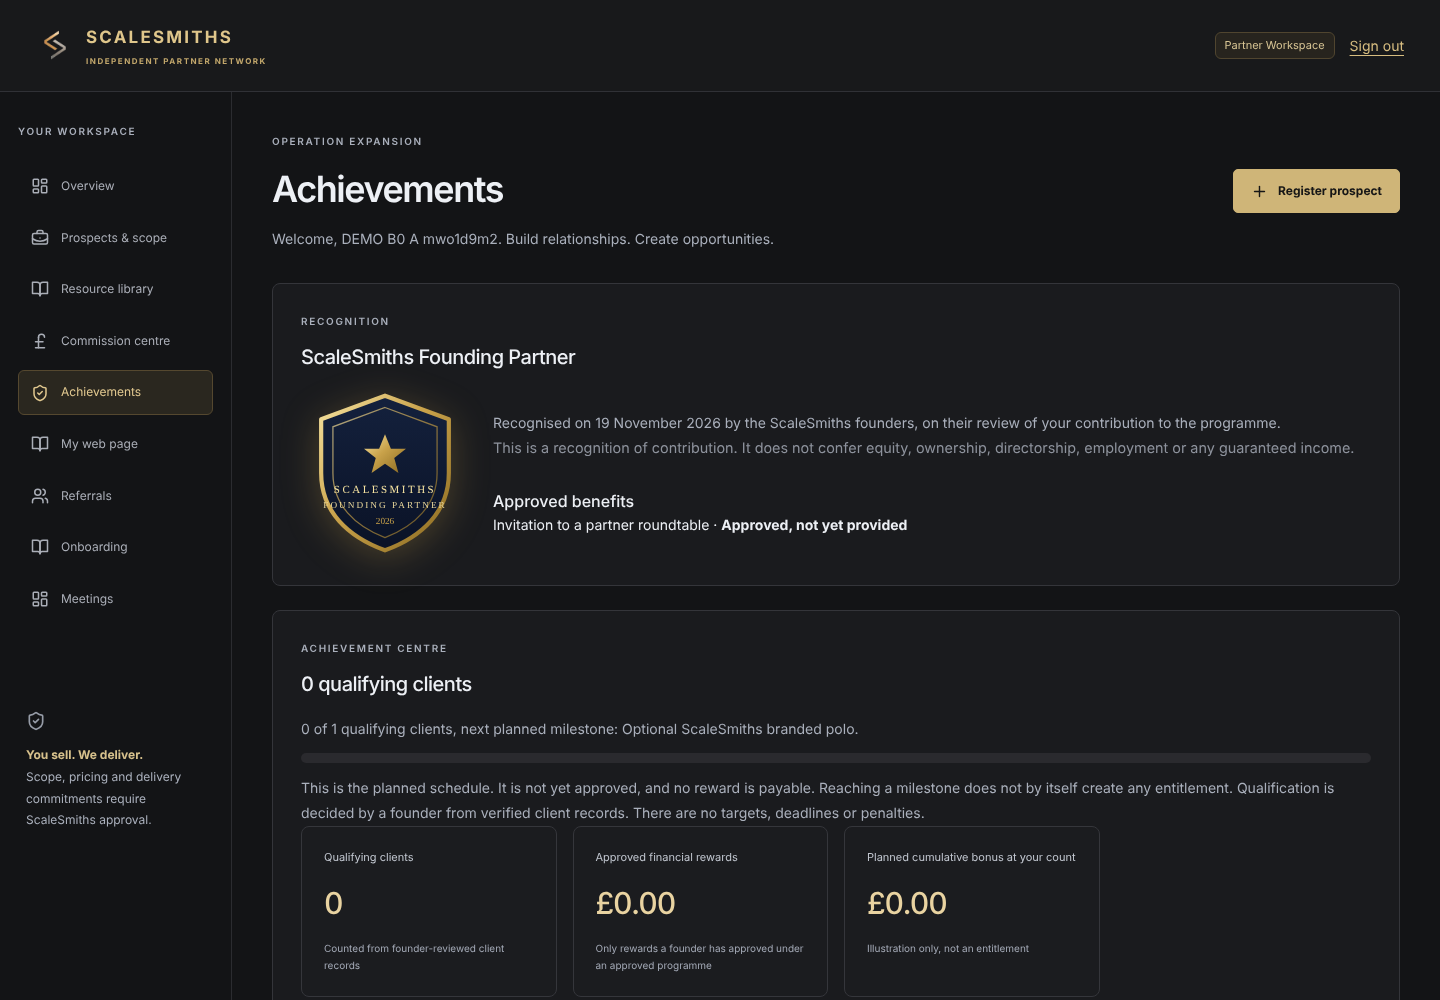 SCALESMITHS
INDEPENDENT PARTNER NETWORK
Partner Workspace
Sign out
YOUR WORKSPACE
Overview
Prospects & scope
Resource library
Commission centre
Achievements
My web page
Referrals
Onboarding
Meetings
You sell. We deliver.
Scope, pricing and delivery
commitments require
ScaleSmiths approval.
OPERATION EXPANSION
Achievements
Register prospect
Welcome, DEMO B0 A mwo1d9m2. Build relationships. Create opportunities.
RECOGNITION
ScaleSmiths Founding Partner
SCALESMITHS
FOUNDING PARTNER
2026
Recognised on 19 November 2026 by the ScaleSmiths founders, on their review of your contribution to the programme.
This is a recognition of contribution. It does not confer equity, ownership, directorship, employment or any guaranteed income.
Approved benefits
Invitation to a partner roundtable · Approved, not yet provided
ACHIEVEMENT CENTRE
0 qualifying clients
0 of 1 qualifying clients, next planned milestone: Optional ScaleSmiths branded polo.
This is the planned schedule. It is not yet approved, and no reward is payable. Reaching a milestone does not by itself create any entitlement. Qualification is
decided by a founder from verified client records. There are no targets, deadlines or penalties.
Qualifying clients
0
Counted from founder-reviewed client
records
Approved financial rewards
£0.00
Only rewards a founder has approved under
an approved programme
Planned cumulative bonus at your count
£0.00
Illustration only, not an entitlement